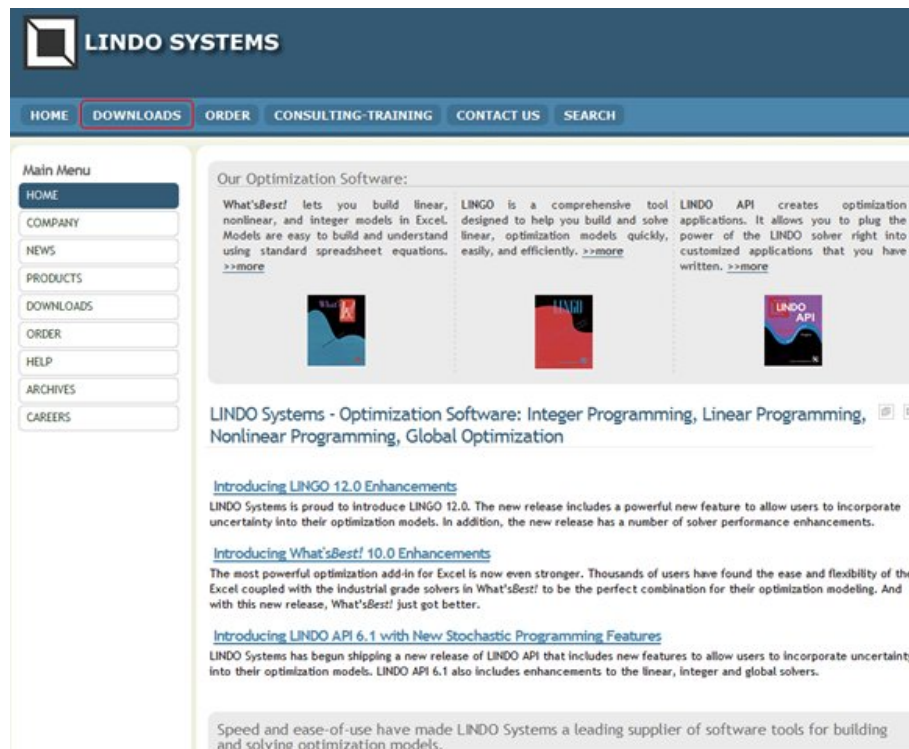 LINDO SYSTEMS
HOME DOWNLOADS ORDER CONSULTING-TRAINING CONTACT US SEARCH
Main Menu
HOME
COMPANY
NEWS
PRODUCTS
DOWNLOADS
ORDER
HELP
ARCHIVES
CAREERS
Our Optimization Software:
What'sBest! lets you build linear,
nonlinear, and integer models in Excel.
Models are easy to build and understand
using standard spreadsheet equations.
>>more
LINGO is a comprehensive tool
designed to help you build and solve
linear, optimization models quickly,
easily, and efficiently. >>more
LINDO API creates optimization
applications. It allows you to plug the
power of the LINDO solver right into
customized applications that you have
written. >>more
What's
LINGO
LINDO
API
LINDO Systems - Optimization Software: Integer Programming, Linear Programming,
Nonlinear Programming, Global Optimization
Introducing LINGO 12.0 Enhancements
LINDO Systems is proud to introduce LINGO 12.0. The new release includes a powerful new feature to allow users to incorporate
uncertainty into their optimization models. In addition, the new release has a number of solver performance enhancements.
Introducing What'sBest! 10.0 Enhancements
The most powerful optimization add-in for Excel is now even stronger. Thousands of users have found the ease and flexibility of the
Excel coupled with the industrial grade solvers in What'sBest! to be the perfect combination for their optimization modeling. And
with this new release, What'sBest! just got better.
Introducing LINDO API 6.1 with New Stochastic Programming Features
LINDO Systems has begun shipping a new release of LINDO API that includes new features to allow users to incorporate uncertainty
into their optimization models. LINDO API 6.1 also includes enhancements to the linear, integer and global solvers.
Speed and ease-of-use have made LINDO Systems a leading supplier of software tools for building
and solving optimization models.